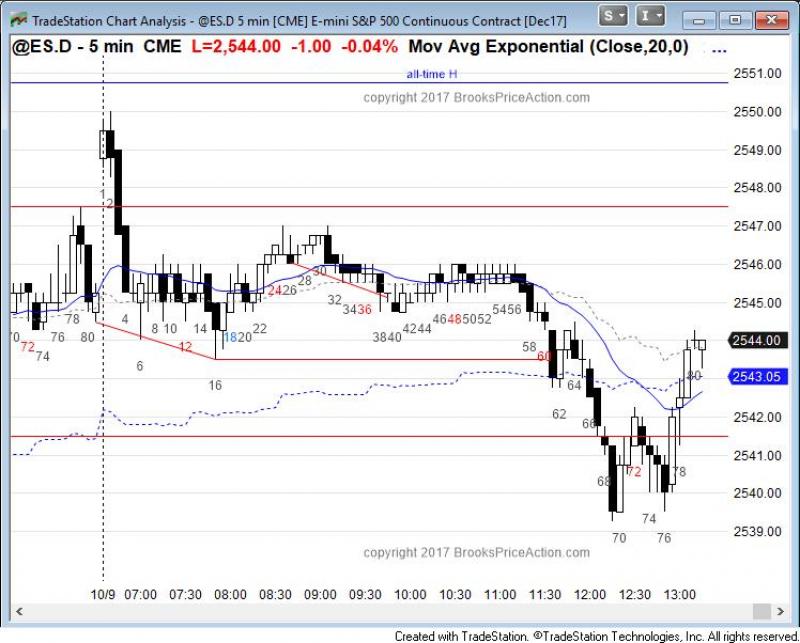 TradeStation Chart Analysis - @ES.D 5 min [CME] E-mini S&P 500 Continuous Contract [Dec17]
S
I
@ES.D - 5 min CME L=2,544.00 -1.00 -0.04% Mov Avg Exponential (Close,20,0) ...
all-time H
copyright 2017 BrooksPriceAction.com
2551.00
2550.00
2549.00
2548.00
2547.00
2546.00
2545.00
2544.00
2543.05
2542.00
2541.00
2540.00
2539.00
1 2
70 72 74 76 78 80
4 6 8 10 12 14 16 18 20 22 24 26 28 30 32 34 36 38 40 42 44 46 48 50 52 54 56 58 60 62 64 66 68 70 72 74 76 78 80
copyright 2017 BrooksPriceAction.com
10/9 07:00 07:30 08:00 08:30 09:00 09:30 10:00 10:30 11:00 11:30 12:00 12:30 13:00
Created with TradeStation. ©TradeStation Technologies, Inc. All rights reserved.